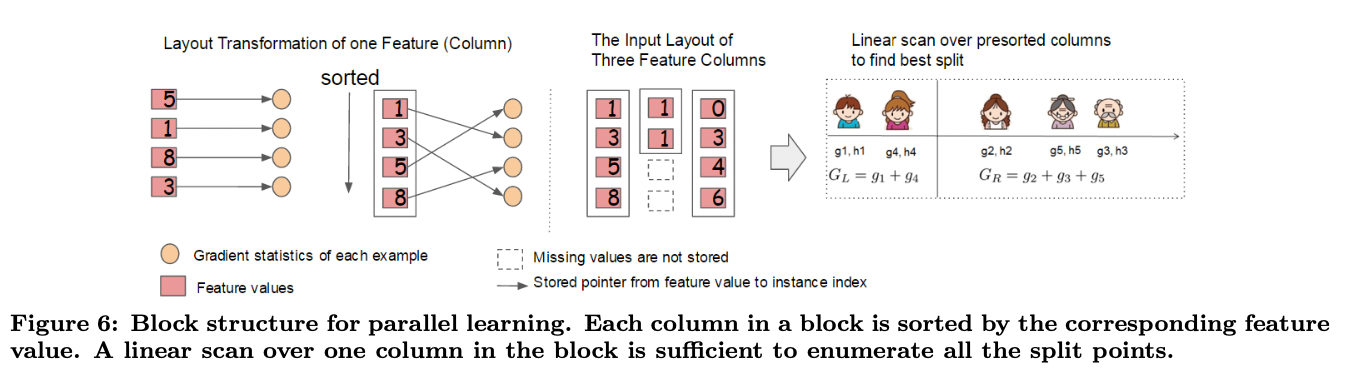 Layout Transformation of one Feature (Column)
sorted
5
1
8
3
1
3
5
8
The Input Layout of
Three Feature Columns
1
3
5
8
1
1
0
3
4
6
Linear scan over presorted columns
to find best split
g1, h1
g4, h4
g2, h2
g5, h5
g3, h3
G_L = g_1 + g_4
G_R = g_2 + g_3 + g_5
Gradient statistics of each example
Feature values
Missing values are not stored
Stored pointer from feature value to instance index
Figure 6: Block structure for parallel learning. Each column in a block is sorted by the corresponding feature
value. A linear scan over one column in the block is sufficient to enumerate all the split points.